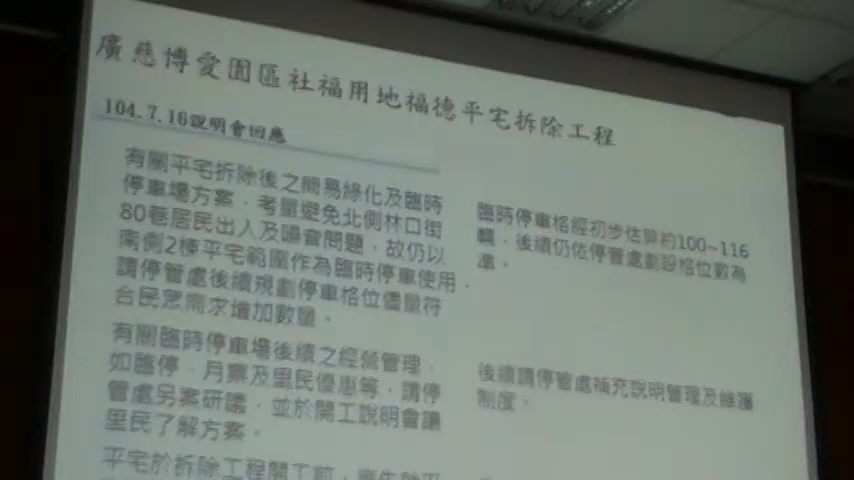 廣慈博愛園區社福用地福德平宅拆除工程
104.7.16說明會回應
有關平宅拆除後之簡易綠化及臨時
停車場方案，考量避免北側林口街
80巷居民出入及噪音問題，故仍以
南側2棟平宅範圍作為臨時停車使用，
請停管處後續規劃停車格位儘量符
合民眾需求增加數量。
臨時停車格經初步估算約100~116
輛，後續仍依停管處劃設格位數為
準。
有關臨時停車場後續之經營管理，
如臨停、月票及里民優惠等，請停
管處另案研議，並於開工說明會讓
里民了解方案。
後續請停管處補充說明管理及維護
制度。
平宅於拆除工程開工前，應先